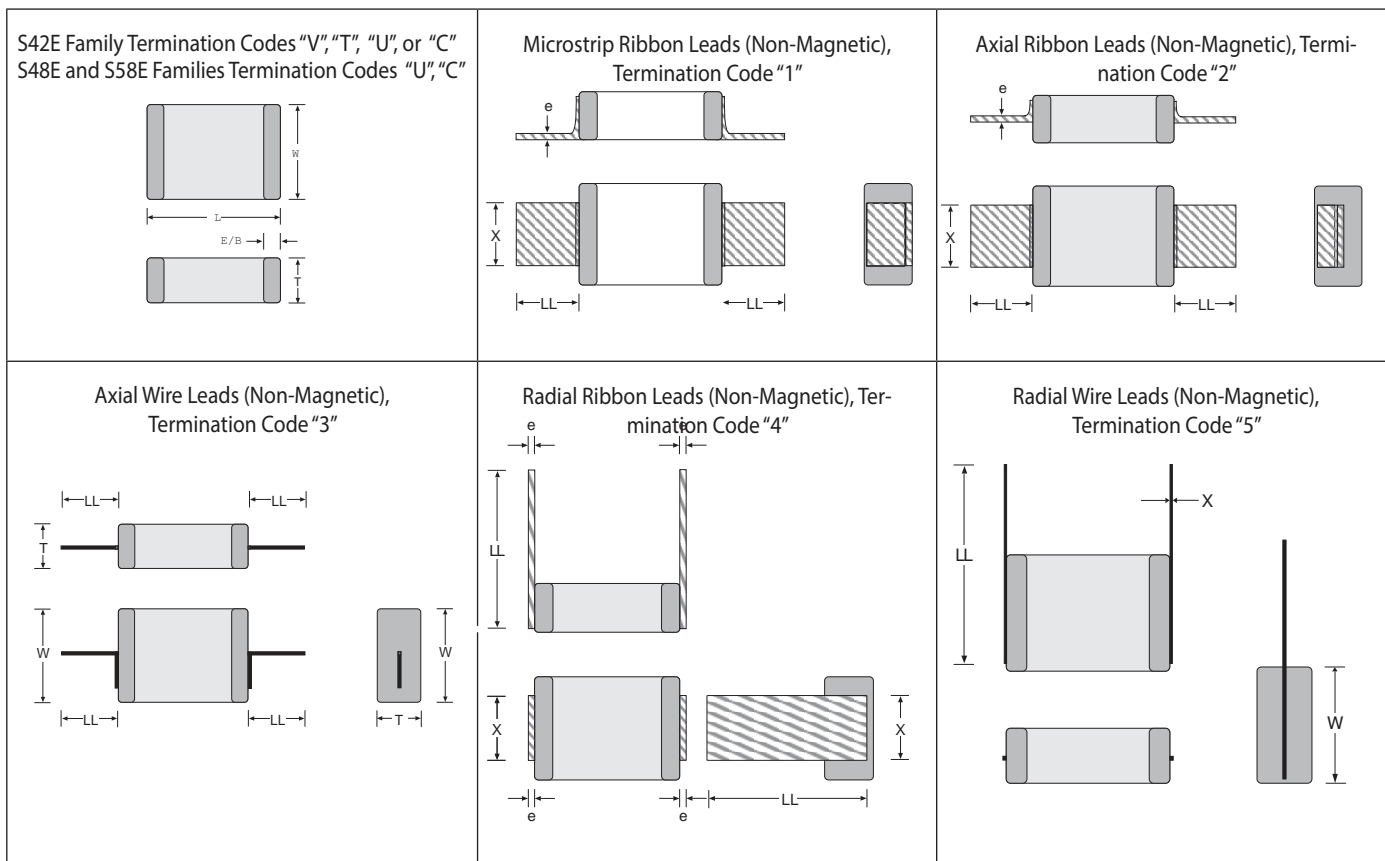 S42E Family Termination Codes “V”, “T”, “U”, or “C”
S48E and S58E Families Termination Codes “U”, “C”
W
L
E/B
T
Microstrip Ribbon Leads (Non-Magnetic),
Termination Code “1”
e
X
LL
LL
Axial Ribbon Leads (Non-Magnetic), Termi-
nation Code “2”
e
X
LL
LL
Axial Wire Leads (Non-Magnetic),
Termination Code “3”
LL
LL
T
W
W
LL
LL
T
Radial Ribbon Leads (Non-Magnetic), Ter-
mination Code “4”
e
e
LL
X
X
LL
e
e
Radial Wire Leads (Non-Magnetic),
Termination Code “5”
X
LL
W